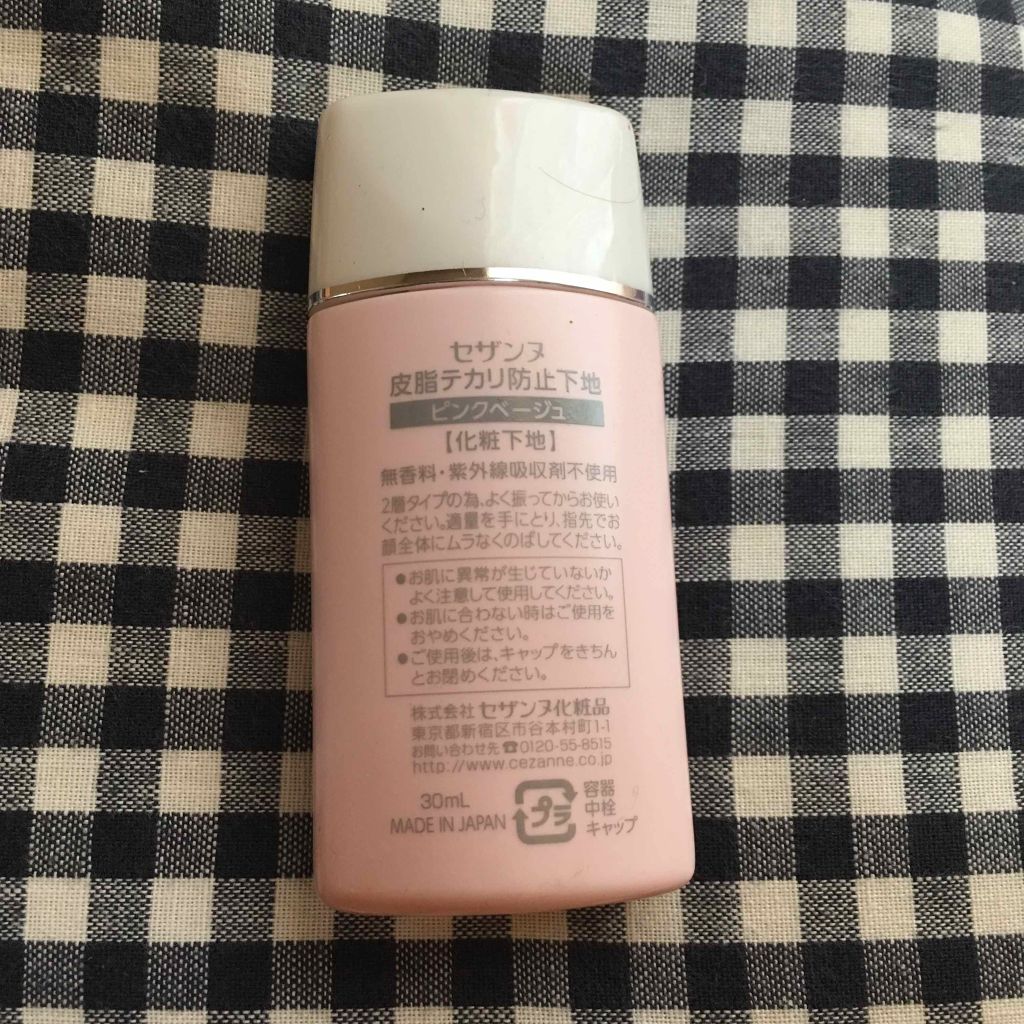 セザンヌ
皮脂テカリ防止下地
ピンクベージュ
【化粧下地】
無香料・紫外線吸収剤不使用
2層タイプの為、よく振ってからお使い
ください。適量を手にとり、指先でお
顔全体にムラなくのばしてください。
●お肌に異常が生じていないか
よく注意して使用してください。
●お肌に合わない時はご使用を
おやめください。
●ご使用後は、キャップをきちん
とお閉めください。
株式会社 セザンヌ化粧品
東京都新宿区市谷本村町1-1
お問い合わせ先☎0120-55-8515
http://www.cezanne.co.jp
30mL
MADE IN JAPAN
プラ
容器
中栓
キャップ